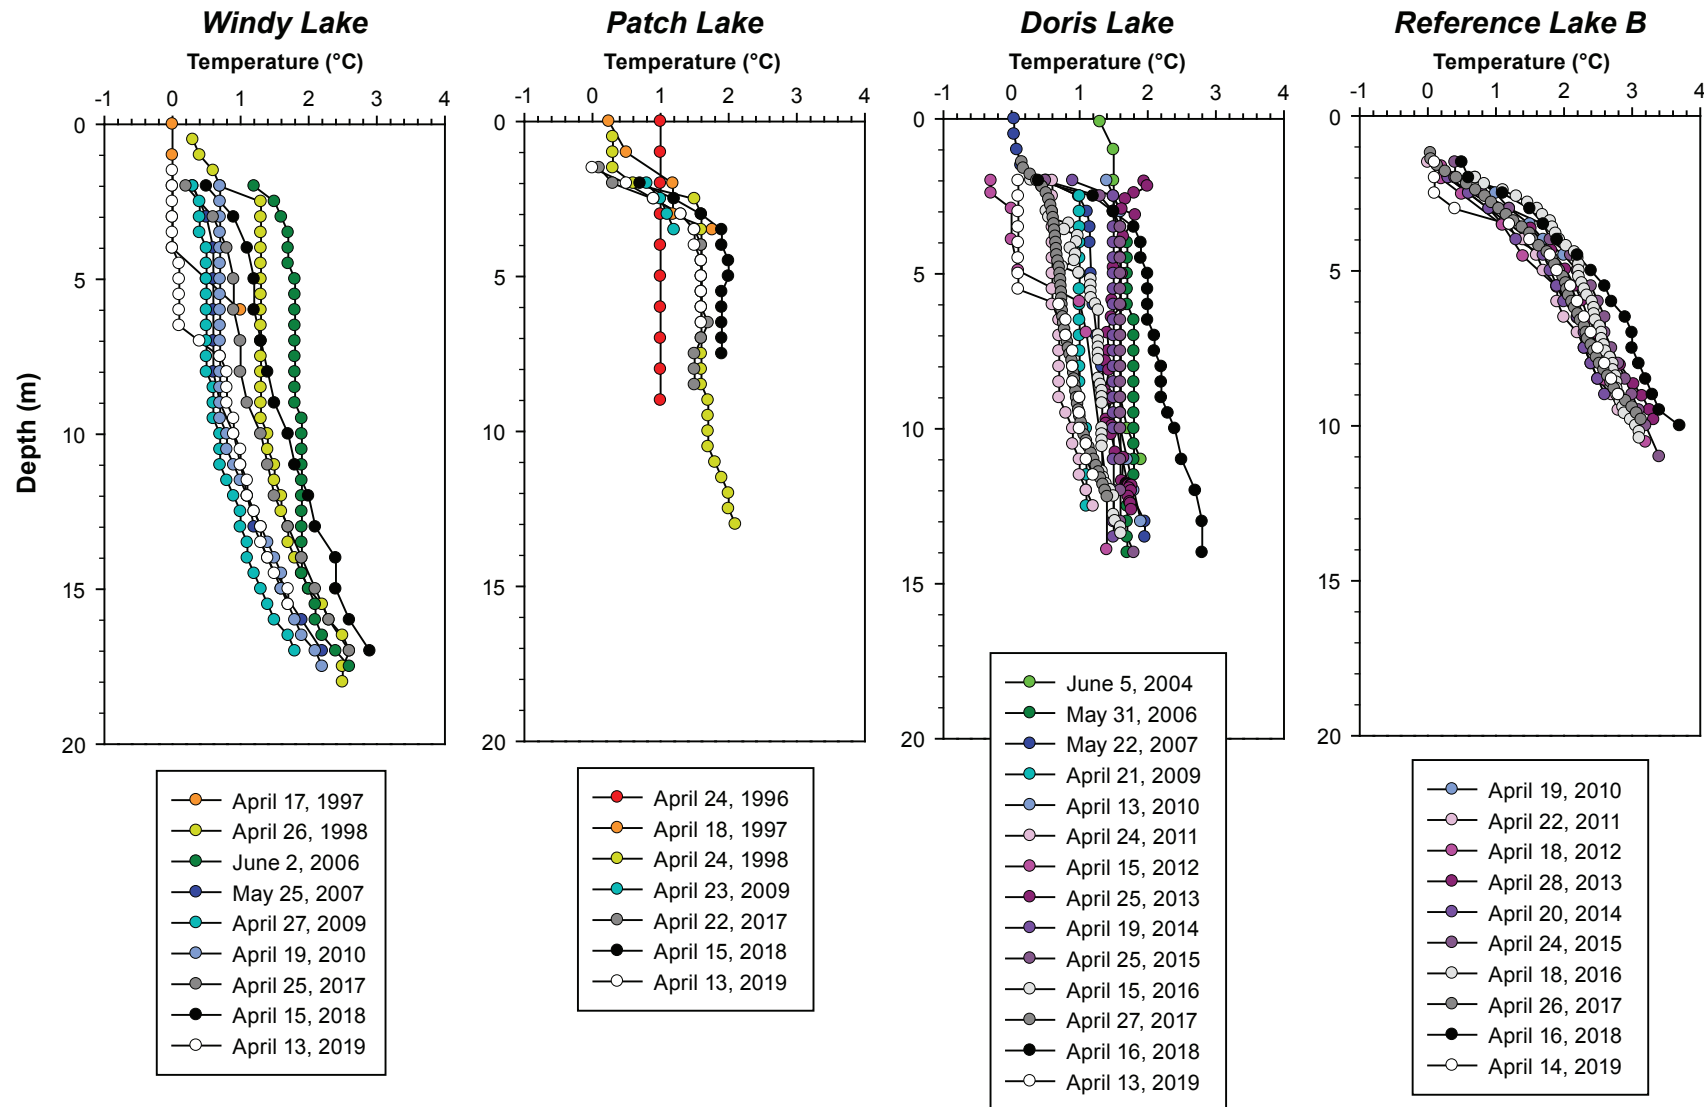 Windy Lake
Temperature (°C)
-1 0 1 2 3 4
0
5
10
15
20
Depth (m)
April 17, 1997
April 26, 1998
June 2, 2006
May 25, 2007
April 27, 2009
April 19, 2010
April 25, 2017
April 15, 2018
April 13, 2019
Patch Lake
Temperature (°C)
-1 0 1 2 3 4
0
5
10
15
20
April 24, 1996
April 18, 1997
April 24, 1998
April 23, 2009
April 22, 2017
April 15, 2018
April 13, 2019
Doris Lake
Temperature (°C)
-1 0 1 2 3 4
0
5
10
15
20
June 5, 2004
May 31, 2006
May 22, 2007
April 21, 2009
April 13, 2010
April 24, 2011
April 15, 2012
April 25, 2013
April 19, 2014
April 25, 2015
April 15, 2016
April 27, 2017
April 16, 2018
April 13, 2019
Reference Lake B
Temperature (°C)
-1 0 1 2 3 4
0
5
10
15
20
April 19, 2010
April 22, 2011
April 18, 2012
April 28, 2013
April 20, 2014
April 24, 2015
April 18, 2016
April 26, 2017
April 16, 2018
April 14, 2019